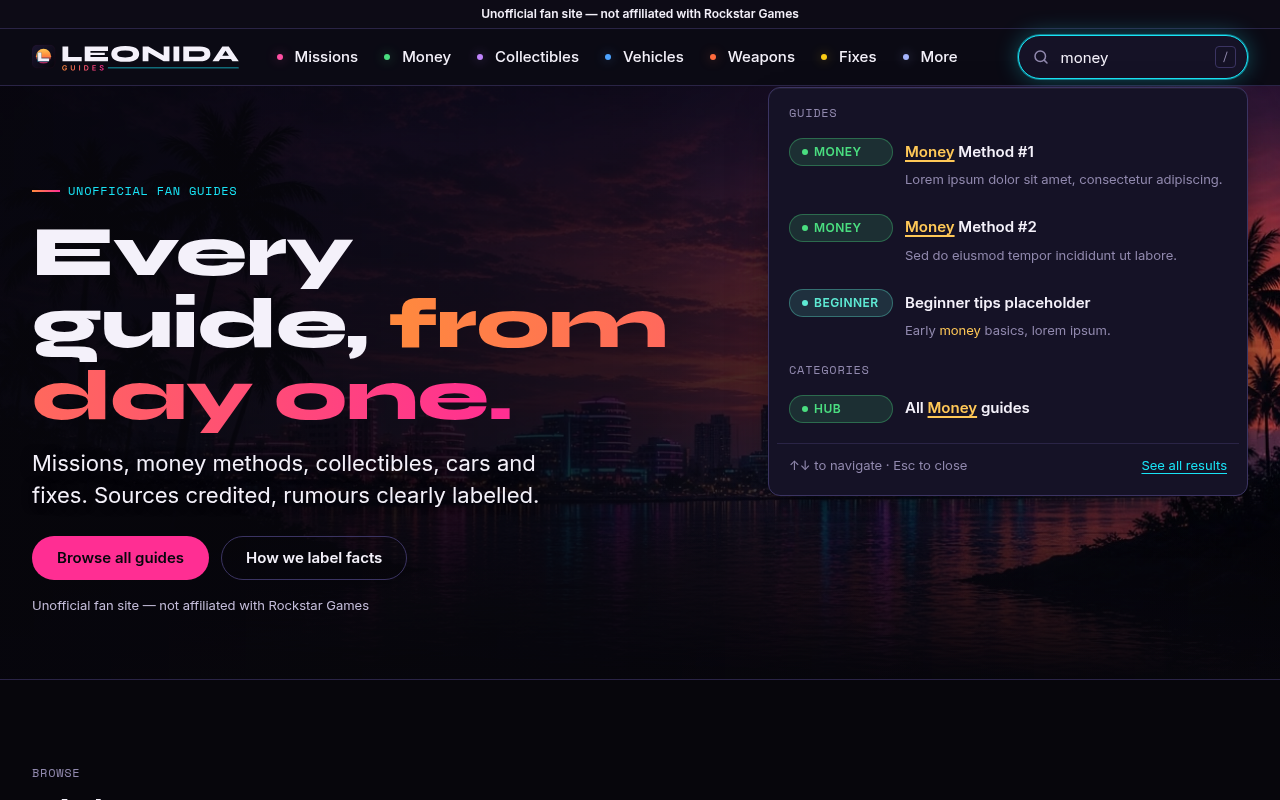 Unofficial fan site — not affiliated with Rockstar Games
LEONIDA
GUIDES
Missions
Money
Collectibles
Vehicles
Weapons
Fixes
More
money
/
GUIDES
MONEY
Money Method #1
Lorem ipsum dolor sit amet, consectetur adipiscing.
MONEY
Money Method #2
Sed do eiusmod tempor incididunt ut labore.
BEGINNER
Beginner tips placeholder
Early money basics, lorem ipsum.
CATEGORIES
HUB
All Money guides
↑↓ to navigate · Esc to close
See all results
UNOFFICIAL FAN GUIDES
Every
guide, from
day one.
Missions, money methods, collectibles, cars and
fixes. Sources credited, rumours clearly labelled.
Browse all guides
How we label facts
Unofficial fan site — not affiliated with Rockstar Games
BROWSE